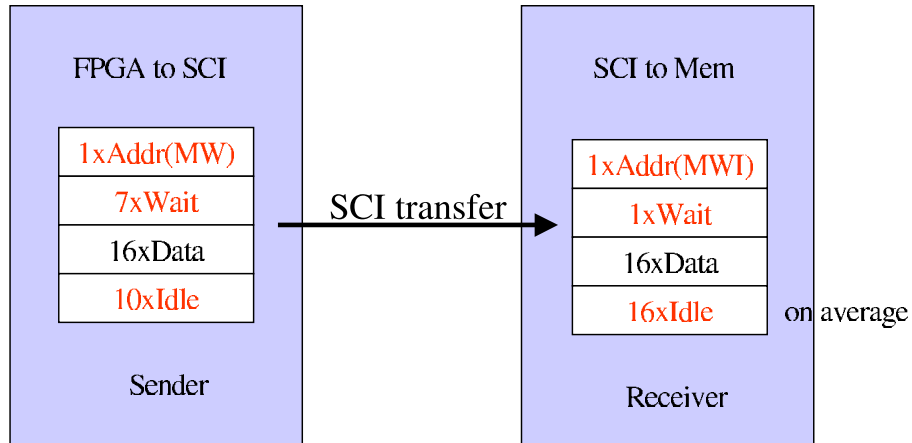 FPGA to SCI
1xAddr(MW)
7xWait
16xData
10xIdle
Sender
SCI transfer
SCI to Mem
1xAddr(MWI)
1xWait
16xData
16xIdle
on average
Receiver